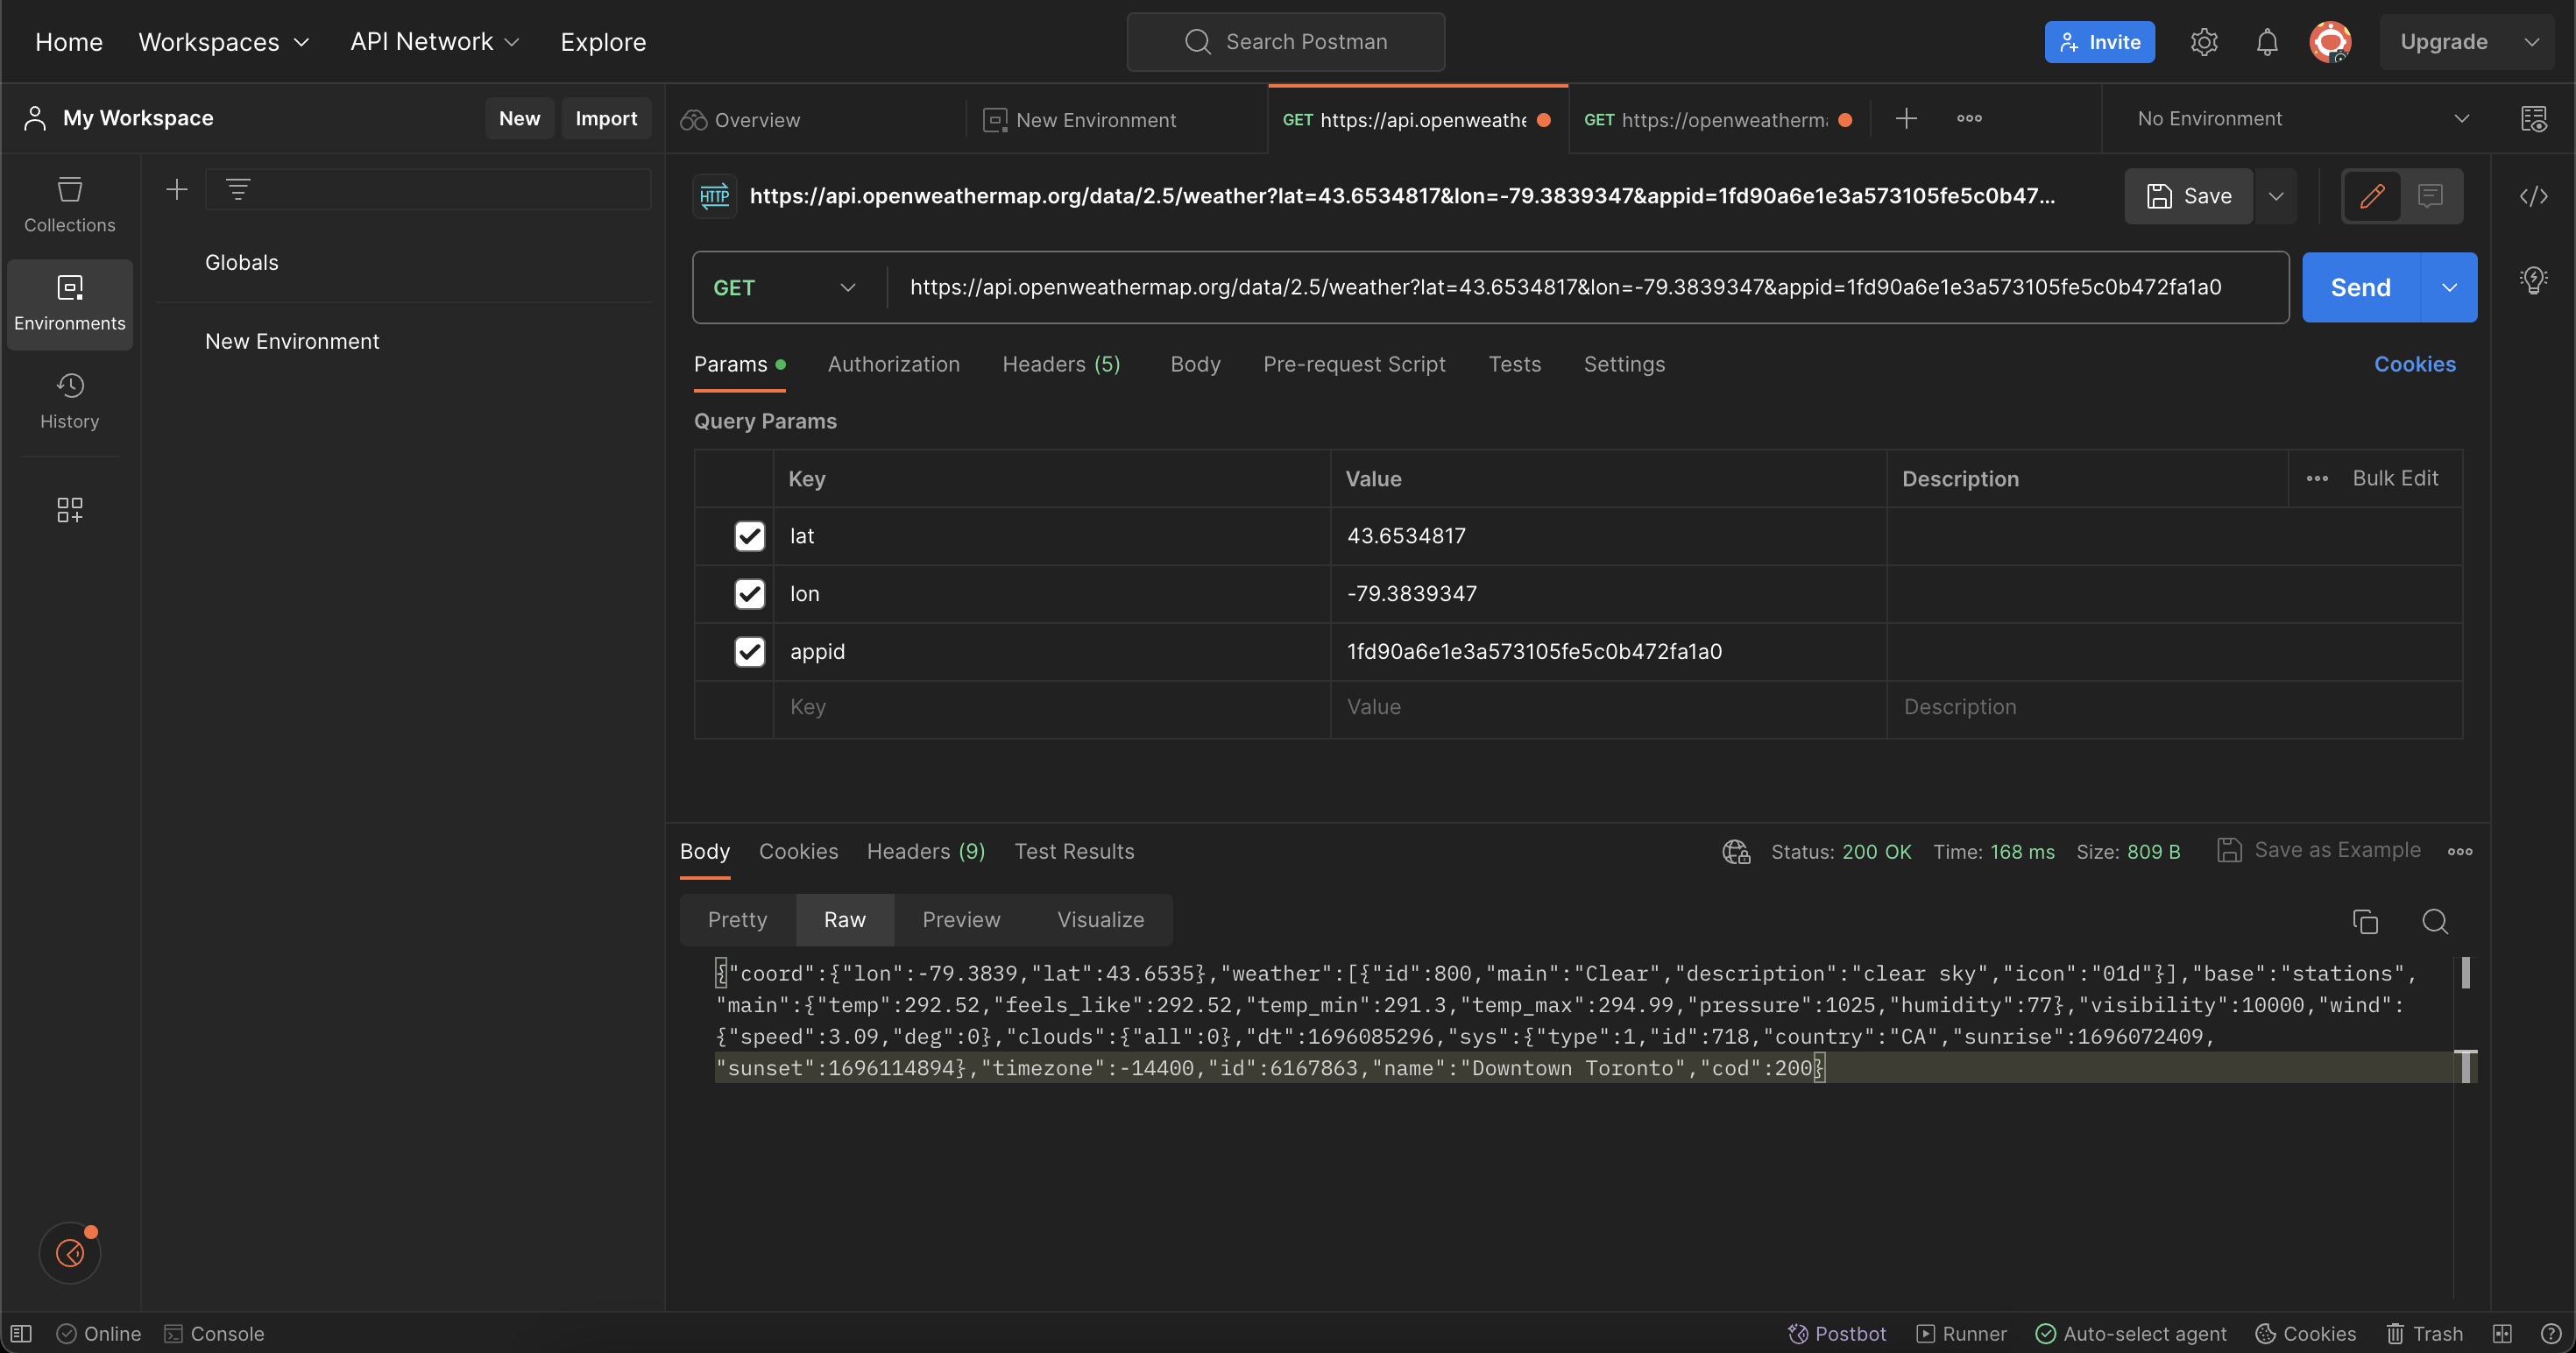 Home Workspaces API Network Explore Search Postman Invite Upgrade
My Workspace New Import Overview New Environment GET https://api.openweathe GET https://openweatherm No Environment
Collections
Environments
History
Globals
New Environment
HTTP https://api.openweathermap.org/data/2.5/weather?lat=43.6534817&lon=-79.3839347&appid=1fd90a6e1e3a573105fe5c0b47... Save
GET https://api.openweathermap.org/data/2.5/weather?lat=43.6534817&lon=-79.3839347&appid=1fd90a6e1e3a573105fe5c0b472fa1a0 Send
Params Authorization Headers (5) Body Pre-request Script Tests Settings Cookies
Query Params
Key Value Description Bulk Edit
lat 43.6534817
lon -79.3839347
appid 1fd90a6e1e3a573105fe5c0b472fa1a0
Key Value Description
Body Cookies Headers (9) Test Results Status: 200 OK Time: 168 ms Size: 809 B Save as Example
Pretty Raw Preview Visualize
{"coord":{"lon":-79.3839,"lat":43.6535},"weather":[{"id":800,"main":"Clear","description":"clear sky","icon":"01d"}],"base":"stations",
"main":{"temp":292.52,"feels_like":292.52,"temp_min":291.3,"temp_max":294.99,"pressure":1025,"humidity":77},"visibility":10000,"wind":
{"speed":3.09,"deg":0},"clouds":{"all":0},"dt":1696085296,"sys":{"type":1,"id":718,"country":"CA","sunrise":1696072409,
"sunset":1696114894},"timezone":-14400,"id":6167863,"name":"Downtown Toronto","cod":200}
Online Console Postbot Runner Auto-select agent Cookies Trash